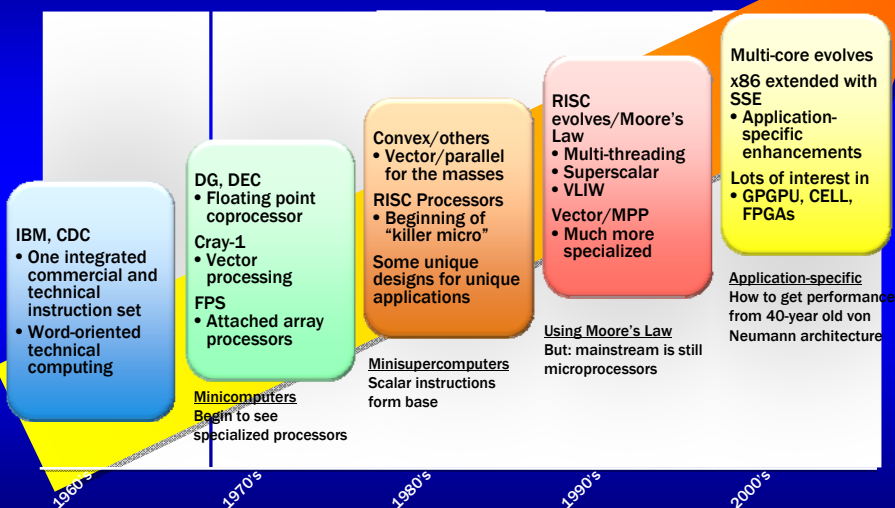 IBM, CDC
• One integrated
commercial and
technical
instruction set
• Word-oriented
technical
computing
DG, DEC
• Floating point
coprocessor
Cray-1
• Vector
processing
FPS
• Attached array
processors
Minicomputers
Begin to see
specialized processors
Convex/others
• Vector/parallel
for the masses
RISC Processors
• Beginning of
“killer micro”
Some unique
designs for unique
applications
Minisupercomputers
Scalar instructions
form base
RISC
evolves/Moore’s
Law
• Multi-threading
• Superscalar
• VLIW
Vector/MPP
• Much more
specialized
Using Moore’s Law
But: mainstream is still
microprocessors
Multi-core evolves
x86 extended with
SSE
• Application-
specific
enhancements
Lots of interest in
• GPGPU, CELL,
FPGAs
Application-specific
How to get performance
from 40-year old von
Neumann architecture
1960’s
1970’s
1980’s
1990’s
2000’s